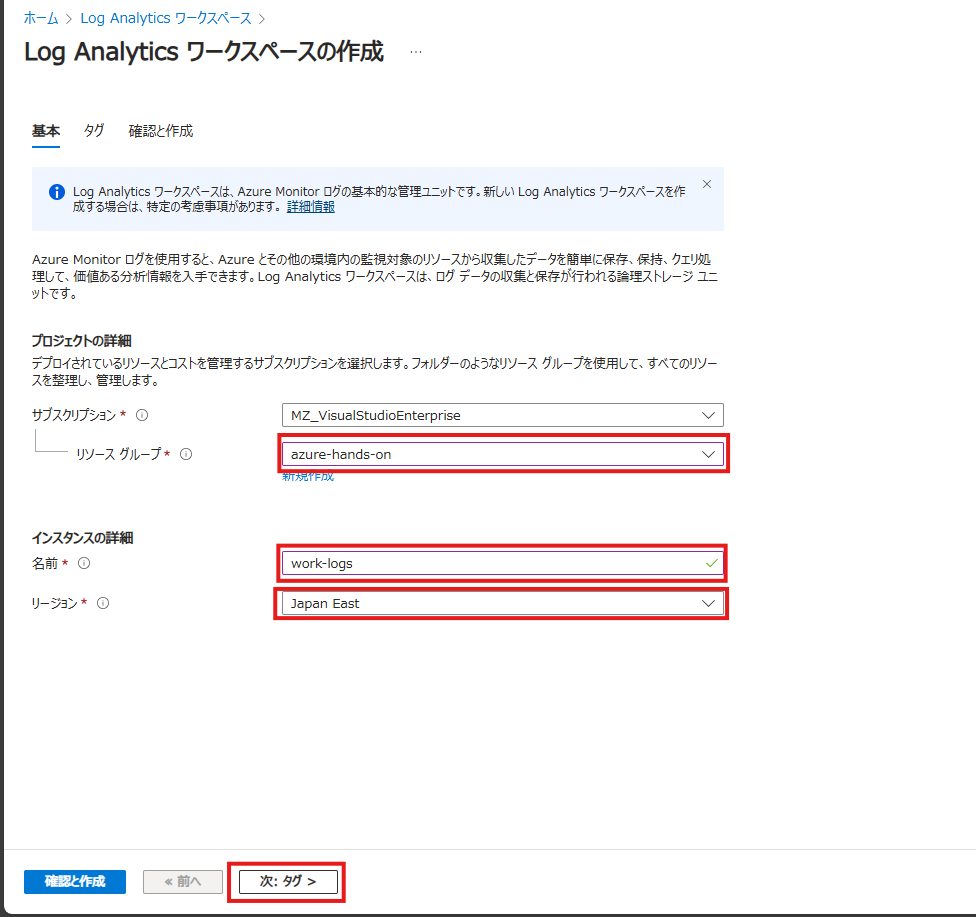 ホーム > Log Analytics ワークスペース >
Log Analytics ワークスペースの作成 …
基本 タグ 確認と作成
Log Analytics ワークスペースは、Azure Monitor ログの基本的な管理ユニットです。新しい Log Analytics ワークスペースを作
成する場合は、特定の考慮事項があります。 詳細情報
Azure Monitor ログを使用すると、Azure とその他の環境内の監視対象のリソースから収集したデータを簡単に保存、保持、クエリ処
理して、価値ある分析情報を入手できます。Log Analytics ワークスペースは、ログ データの収集と保存が行われる論理ストレージ ユニ
ットです。
プロジェクトの詳細
デプロイされているリソースとコストを管理するサブスクリプションを選択します。フォルダーのようなリソース グループを使用して、すべてのリソー
スを整理し、管理します。
サブスクリプション * MZ_VisualStudioEnterprise
リソース グループ * azure-hands-on
新規作成
インスタンスの詳細
名前 * work-logs
リージョン * Japan East
確認と作成 « 前へ 次: タグ >